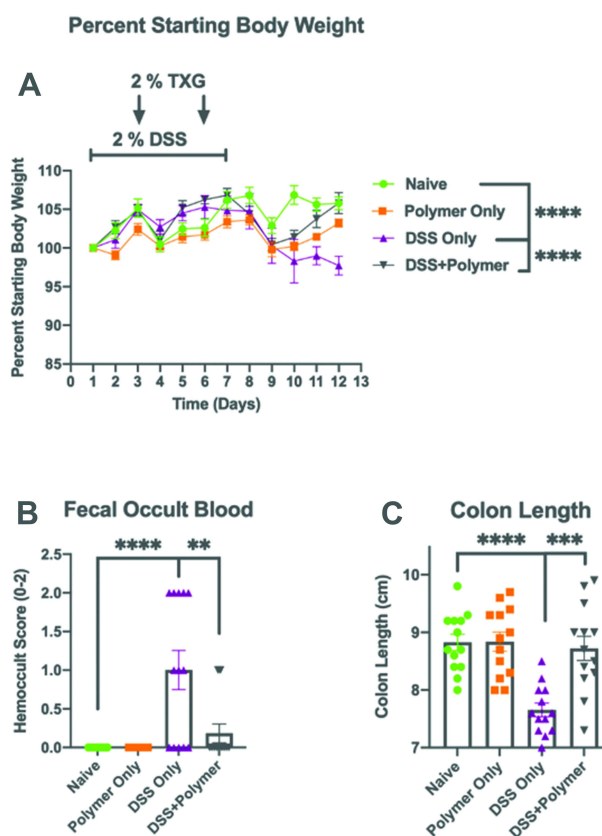 Percent Starting Body Weight
A
2 % TXG
2 % DSS
Percent Starting Body Weight
110
105
100
95
90
85
0 1 2 3 4 5 6 7 8 9 10 11 12 13
Time (Days)
Naive
Polymer Only
DSS Only
DSS+Polymer
****
****
B Fecal Occult Blood
**** **
Hemoccult Score (0-2)
2.5
2.0
1.5
1.0
0.5
0.0
Naive
Polymer Only
DSS Only
DSS+Polymer
C Colon Length
**** ***
Colon Length (cm)
10
9
8
7
Naive
Polymer Only
DSS Only
DSS+Polymer